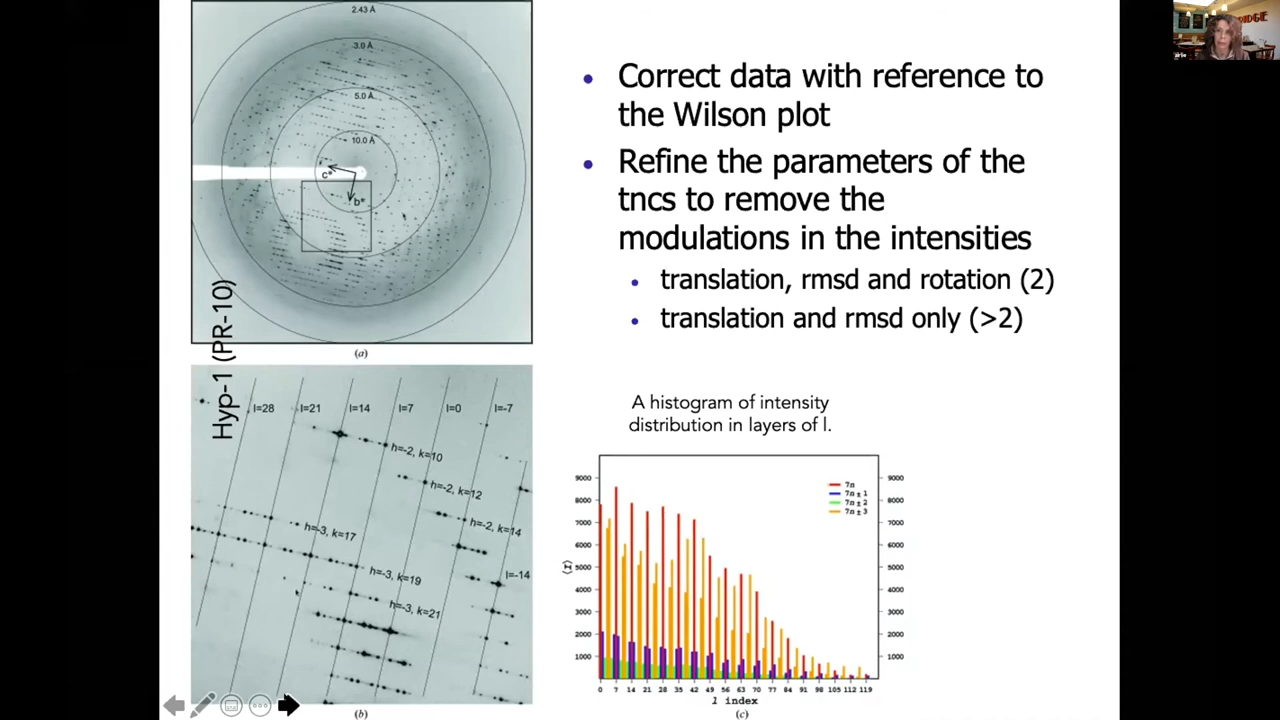 2.43 Å
3.0 Å
5.0 Å
10.0 Å
c*
b*
(a)
Hyp-1 (PR-10)
l=28
l=21
l=14
l=7
l=0
l=-7
h=-2, k=10
h=-2, k=12
h=-2, k=14
h=-3, k=17
h=-3, k=19
l=-14
h=-3, k=21
(b)
• Correct data with reference to
the Wilson plot
• Refine the parameters of the
tncs to remove the
modulations in the intensities
• translation, rmsd and rotation (2)
• translation and rmsd only (>2)
A histogram of intensity
distribution in layers of l.
9000
8000
7000
6000
5000
4000
3000
2000
1000
⟨I⟩
7n
7n ± 1
7n ± 2
7n ± 3
9000
8000
7000
6000
5000
4000
3000
2000
1000
0 7 14 21 28 35 42 49 56 63 70 77 84 91 98 105 112 119
l index
(c)